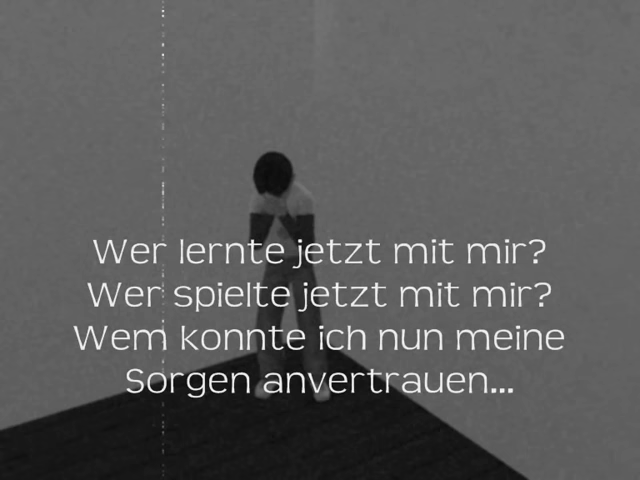 Wer lernte jetzt mit mir?
Wer spielte jetzt mit mir?
Wem konnte ich nun meine
Sorgen anvertrauen...